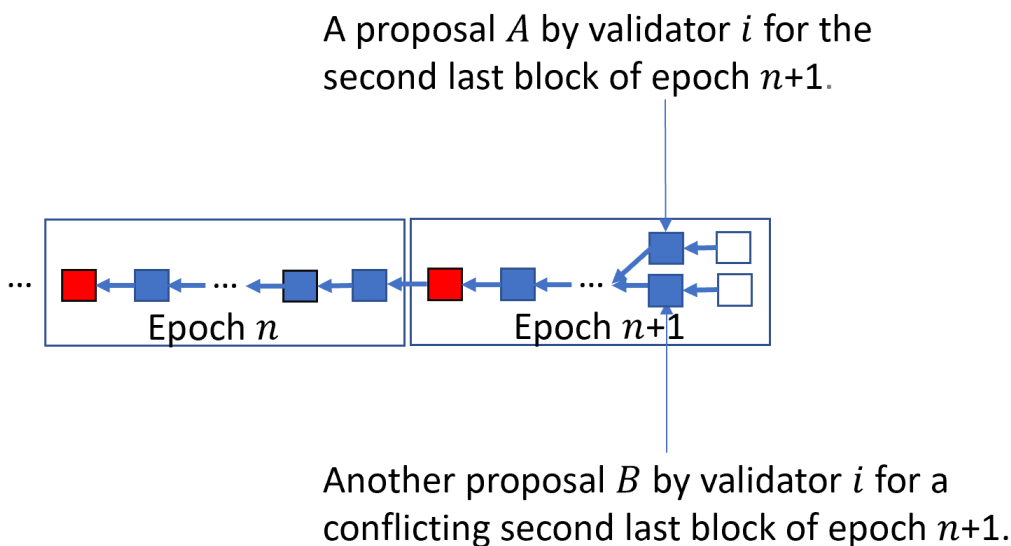 A proposal A by validator i for the
second last block of epoch n+1.
...
...
...
Epoch n
Epoch n+1
Another proposal B by validator i for a
conflicting second last block of epoch n+1.